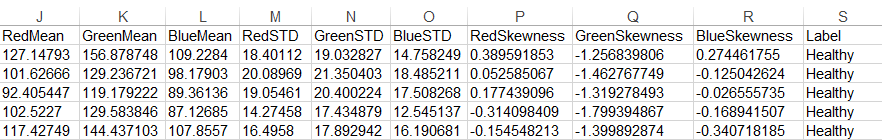 J K L M N O P Q R S
RedMean GreenMean BlueMean RedSTD GreenSTD BlueSTD RedSkewness GreenSkewness BlueSkewness Label
127.14793 156.878748 109.2284 18.40112 19.032827 14.758249 0.389591853 -1.256839806 0.274461755 Healthy
101.62666 129.236721 98.17903 20.08969 21.350403 18.485211 0.052585067 -1.462767749 -0.125042624 Healthy
92.405447 119.179222 89.36136 19.05461 20.400224 17.508268 0.177439096 -1.319278493 -0.026555735 Healthy
102.5227 129.583846 87.12685 14.27458 17.434879 12.545137 -0.314098409 -1.799394867 -0.168941507 Healthy
117.42749 144.437103 107.8557 16.4958 17.892942 16.190681 -0.154548213 -1.399892874 -0.340718185 Healthy